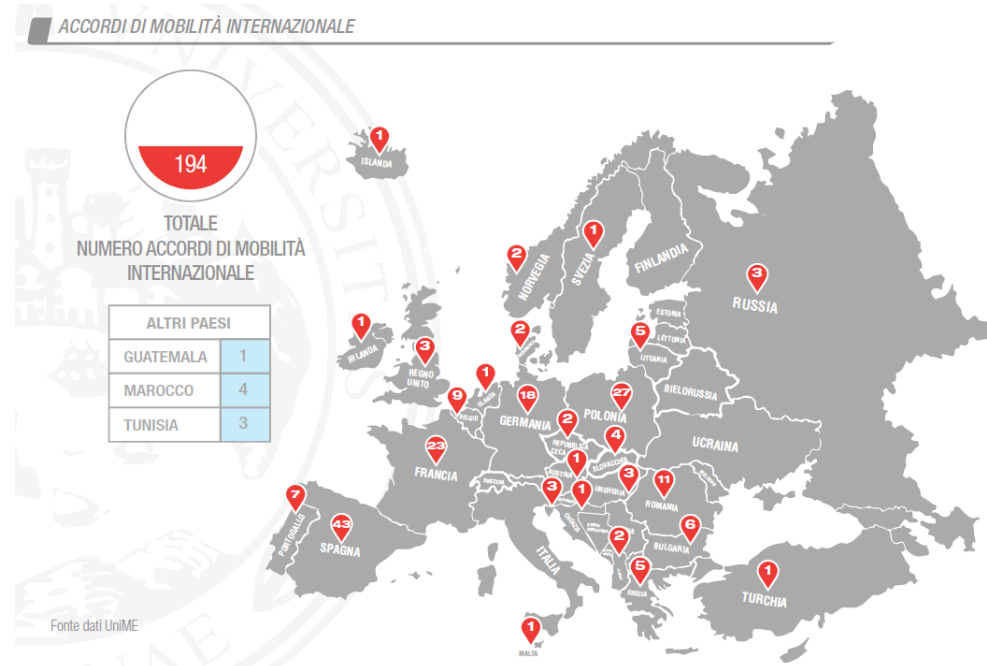 ACCORDI DI MOBILITÀ INTERNAZIONALE
194
TOTALE
NUMERO ACCORDI DI MOBILITÀ
INTERNAZIONALE
ALTRI PAESI
GUATEMALA 1
MAROCCO 4
TUNISIA 3
1
ISLANDA
2
NORVEGIA
1
SVEZIA
FINLANDIA
3
RUSSIA
ESTONIA
5
LETTONIA
LITUANIA
BIELORUSSIA
1
IRLANDA
3
REGNO
UNITO
2
1
OLANDA
9
BELGIO
18
GERMANIA
27
POLONIA
2
REPUBBLICA
CECA
4
SLOVACCHIA
UCRAINA
23
FRANCIA
SVIZZERA
1
AUSTRIA
3
1
CROAZIA
3
UNGHERIA
11
ROMANIA
6
BULGARIA
2
5
GRECIA
7
PORTOGALLO
43
SPAGNA
ITALIA
1
TURCHIA
1
MALTA
Fonte dati UniME